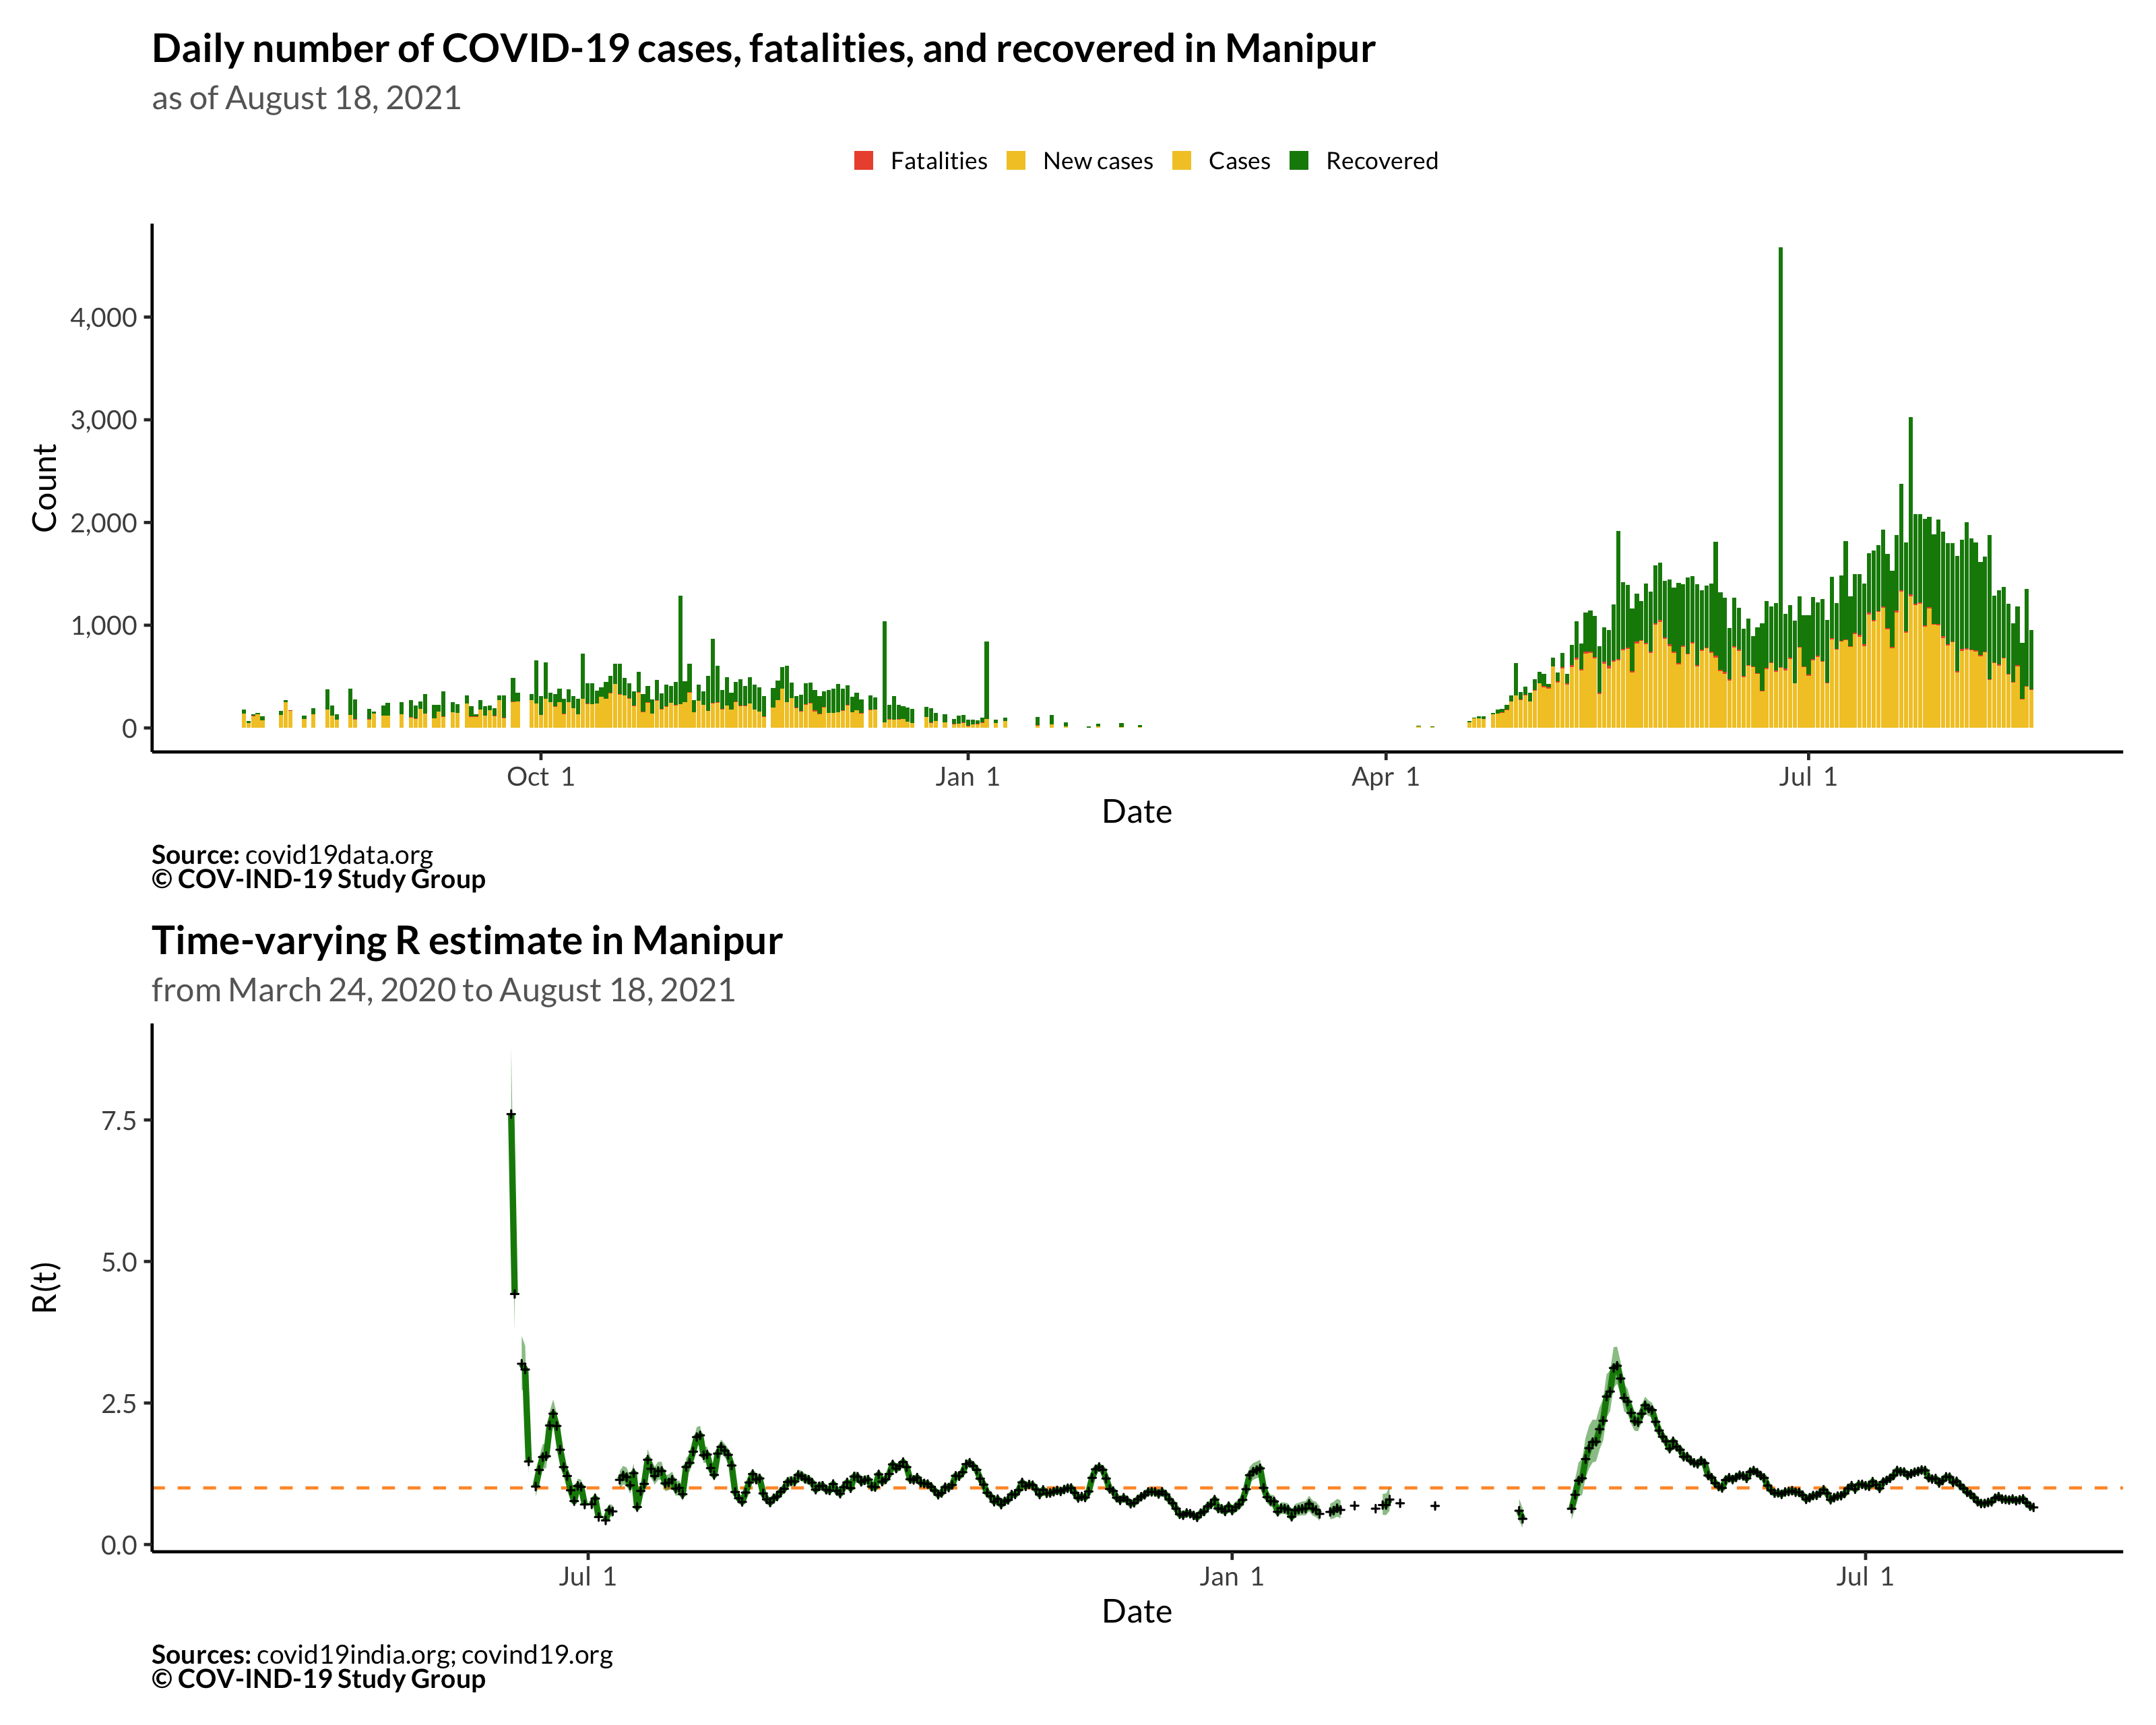 Daily number of COVID-19 cases, fatalities, and recovered in Manipur
as of August 18, 2021
Fatalities New cases Cases Recovered
Count
4,000
3,000
2,000
1,000
0
Oct 1 Jan 1 Apr 1 Jul 1
Date
Source: covid19data.org
© COV-IND-19 Study Group
Time-varying R estimate in Manipur
from March 24, 2020 to August 18, 2021
R(t)
7.5
5.0
2.5
0.0
Jul 1 Jan 1 Jul 1
Date
Sources: covid19india.org; covind19.org
© COV-IND-19 Study Group